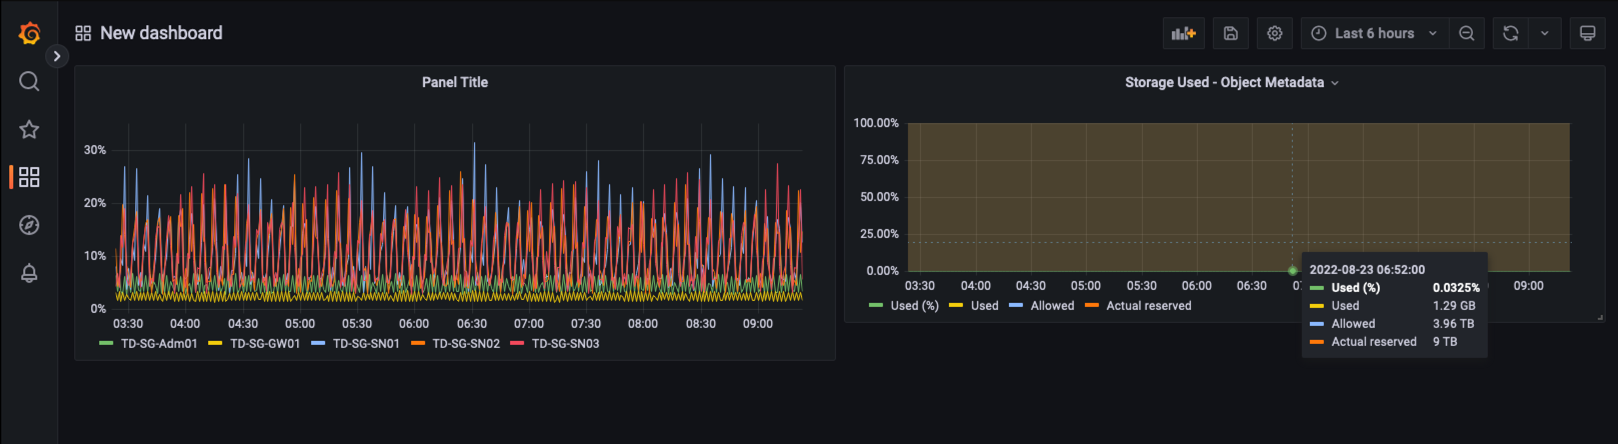 New dashboard
Last 6 hours
Panel Title
30%
20%
10%
0%
03:30 04:00 04:30 05:00 05:30 06:00 06:30 07:00 07:30 08:00 08:30 09:00
TD-SG-Adm01 TD-SG-GW01 TD-SG-SN01 TD-SG-SN02 TD-SG-SN03
Storage Used - Object Metadata
100.00%
75.00%
50.00%
25.00%
0.00%
03:30 04:00 04:30 05:00 05:30 06:00 06:30 09:00
Used (%) Used Allowed Actual reserved
2022-08-23 06:52:00
Used (%) 0.0325%
Used 1.29 GB
Allowed 3.96 TB
Actual reserved 9 TB